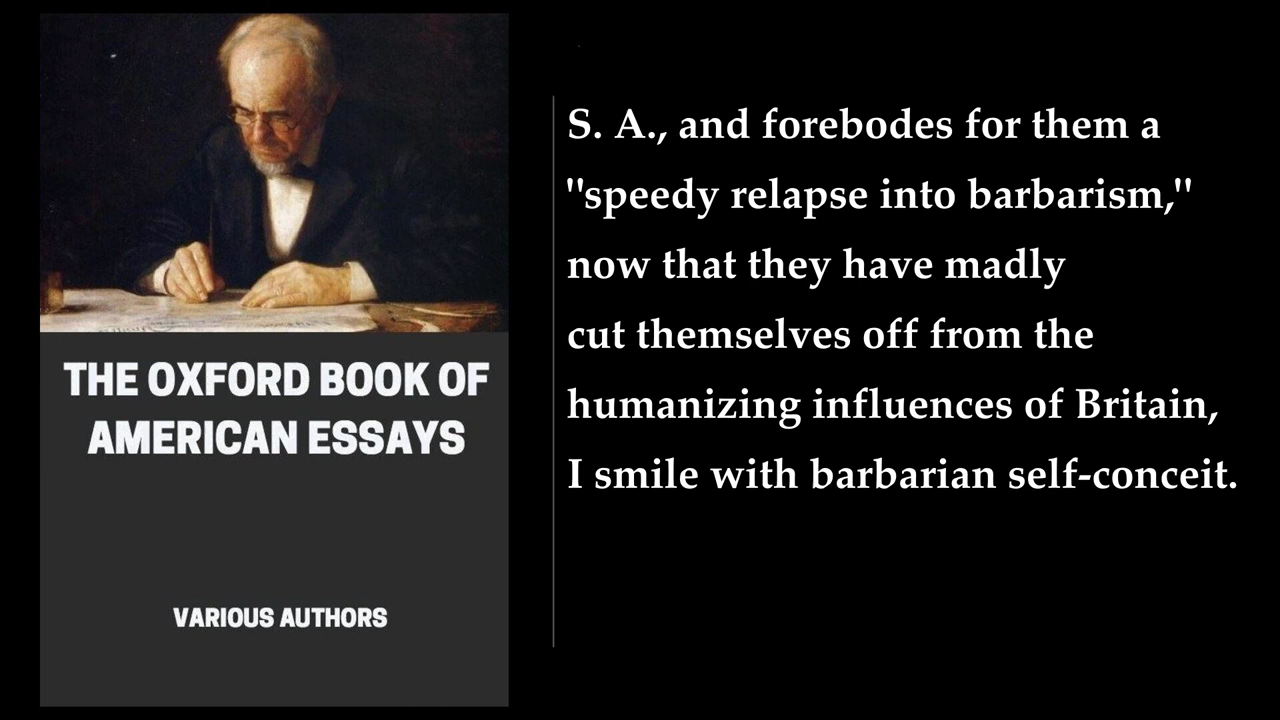 THE OXFORD BOOK OF
AMERICAN ESSAYS
VARIOUS AUTHORS
S. A., and forebodes for them a
"speedy relapse into barbarism,"
now that they have madly
cut themselves off from the
humanizing influences of Britain,
I smile with barbarian self-conceit.